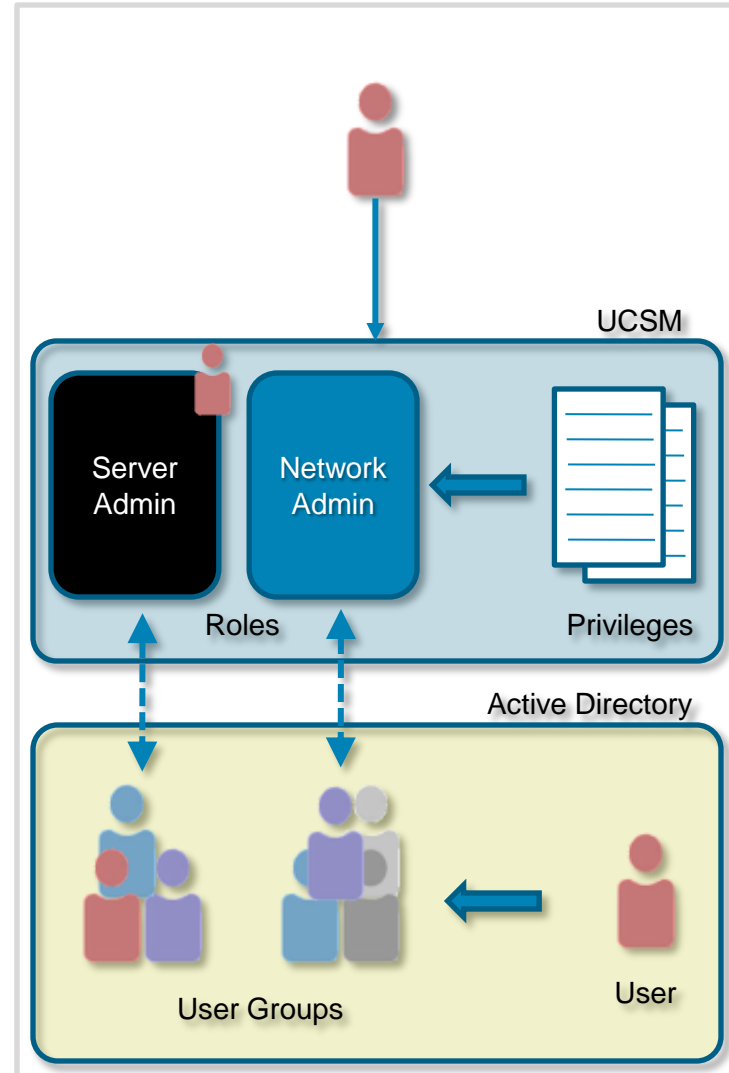 UCSM
Server
Admin
Network
Admin
Roles
Privileges
Active Directory
User Groups
User